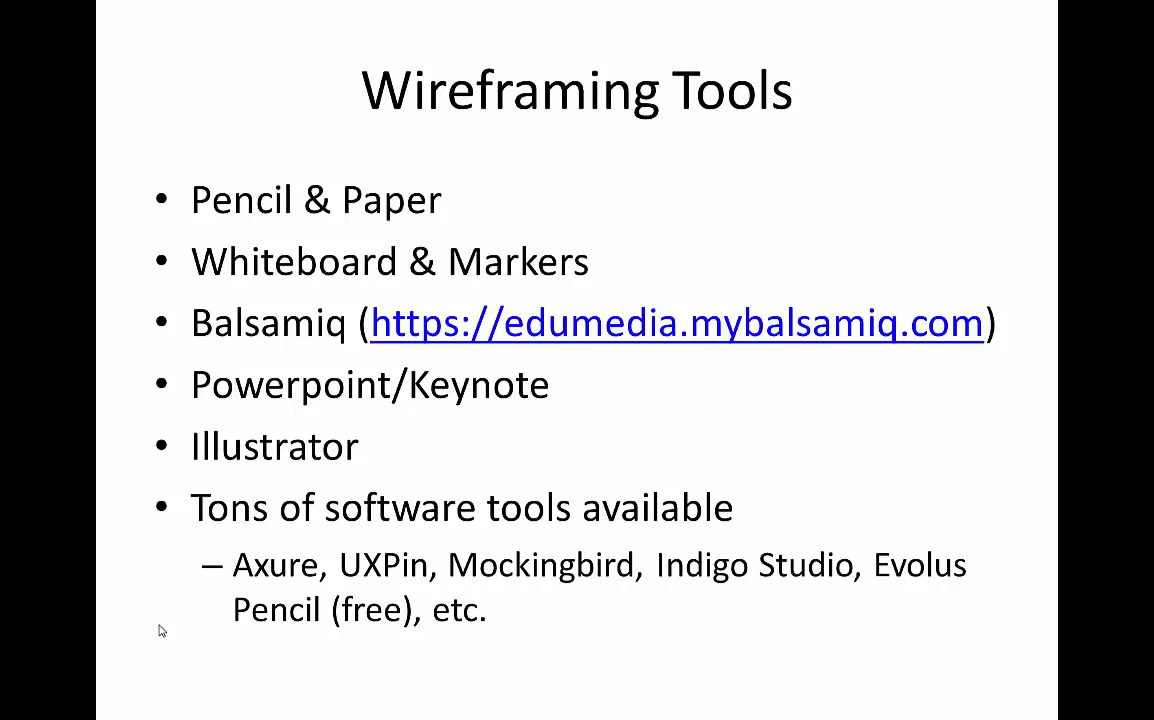 Wireframing Tools
• Pencil & Paper
• Whiteboard & Markers
• Balsamiq (https://edumedia.mybalsamiq.com)
• Powerpoint/Keynote
• Illustrator
• Tons of software tools available
– Axure, UXPin, Mockingbird, Indigo Studio, Evolus
Pencil (free), etc.